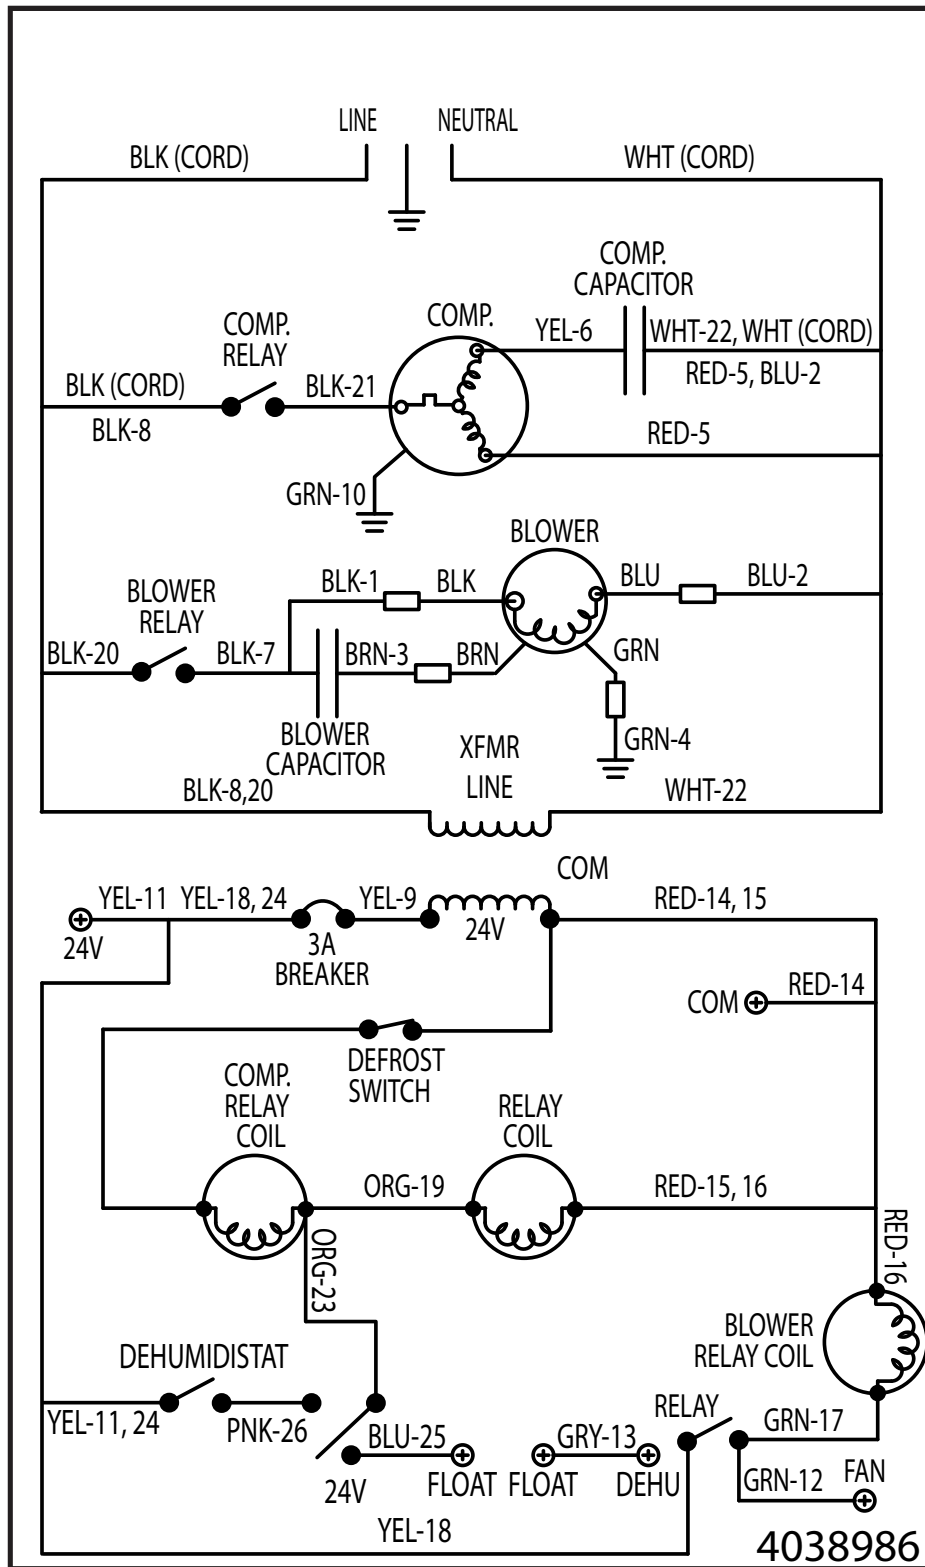 LINE
NEUTRAL
BLK (CORD)
WHT (CORD)
COMP.
CAPACITOR
COMP.
RELAY
COMP.
YEL-6
WHT-22, WHT (CORD)
RED-5, BLU-2
BLK (CORD)
BLK-8
BLK-21
RED-5
GRN-10
BLOWER
BLOWER
RELAY
BLK-1
BLK
BLU
BLU-2
BLK-20
BLK-7
BRN-3
BRN
GRN
BLOWER
CAPACITOR
GRN-4
XFMR
LINE
BLK-8,20
WHT-22
COM
YEL-11
YEL-18, 24
YEL-9
RED-14, 15
24V
3A
BREAKER
24V
COM
RED-14
DEFROST
SWITCH
COMP.
RELAY
COIL
RELAY
COIL
ORG-19
RED-15, 16
ORG-23
RED-16
BLOWER
RELAY COIL
DEHUMIDISTAT
YEL-11, 24
PNK-26
24V
BLU-25
FLOAT
FLOAT
GRY-13
DEHU
RELAY
GRN-17
GRN-12
FAN
YEL-18
4038986